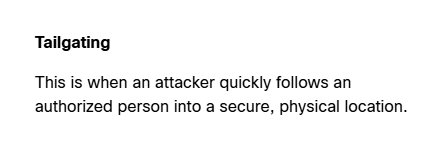 Tailgating
This is when an attacker quickly follows an
authorized person into a secure, physical location.